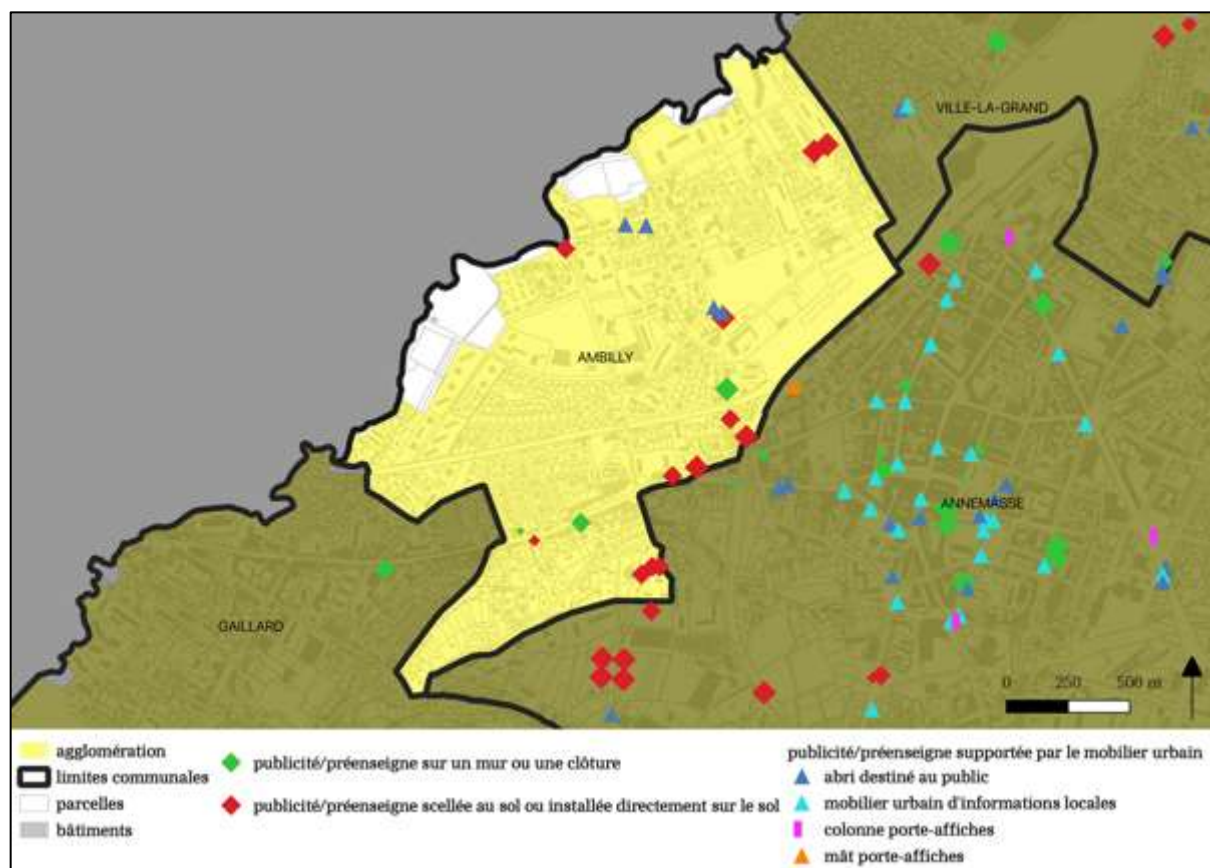 VILLE-LA-GRAND
AMBILLY
ANNEMASSE
GAILLARD
0 250 500 m
agglomération
limites communales
parcelles
bâtiments
publicité/préenseigne sur un mur ou une clôture
publicité/préenseigne scellée au sol ou installée directement sur le sol
publicité/préenseigne supportée par le mobilier urbain
abri destiné au public
mobilier urbain d'informations locales
colonne porte-affiches
mât porte-affiches